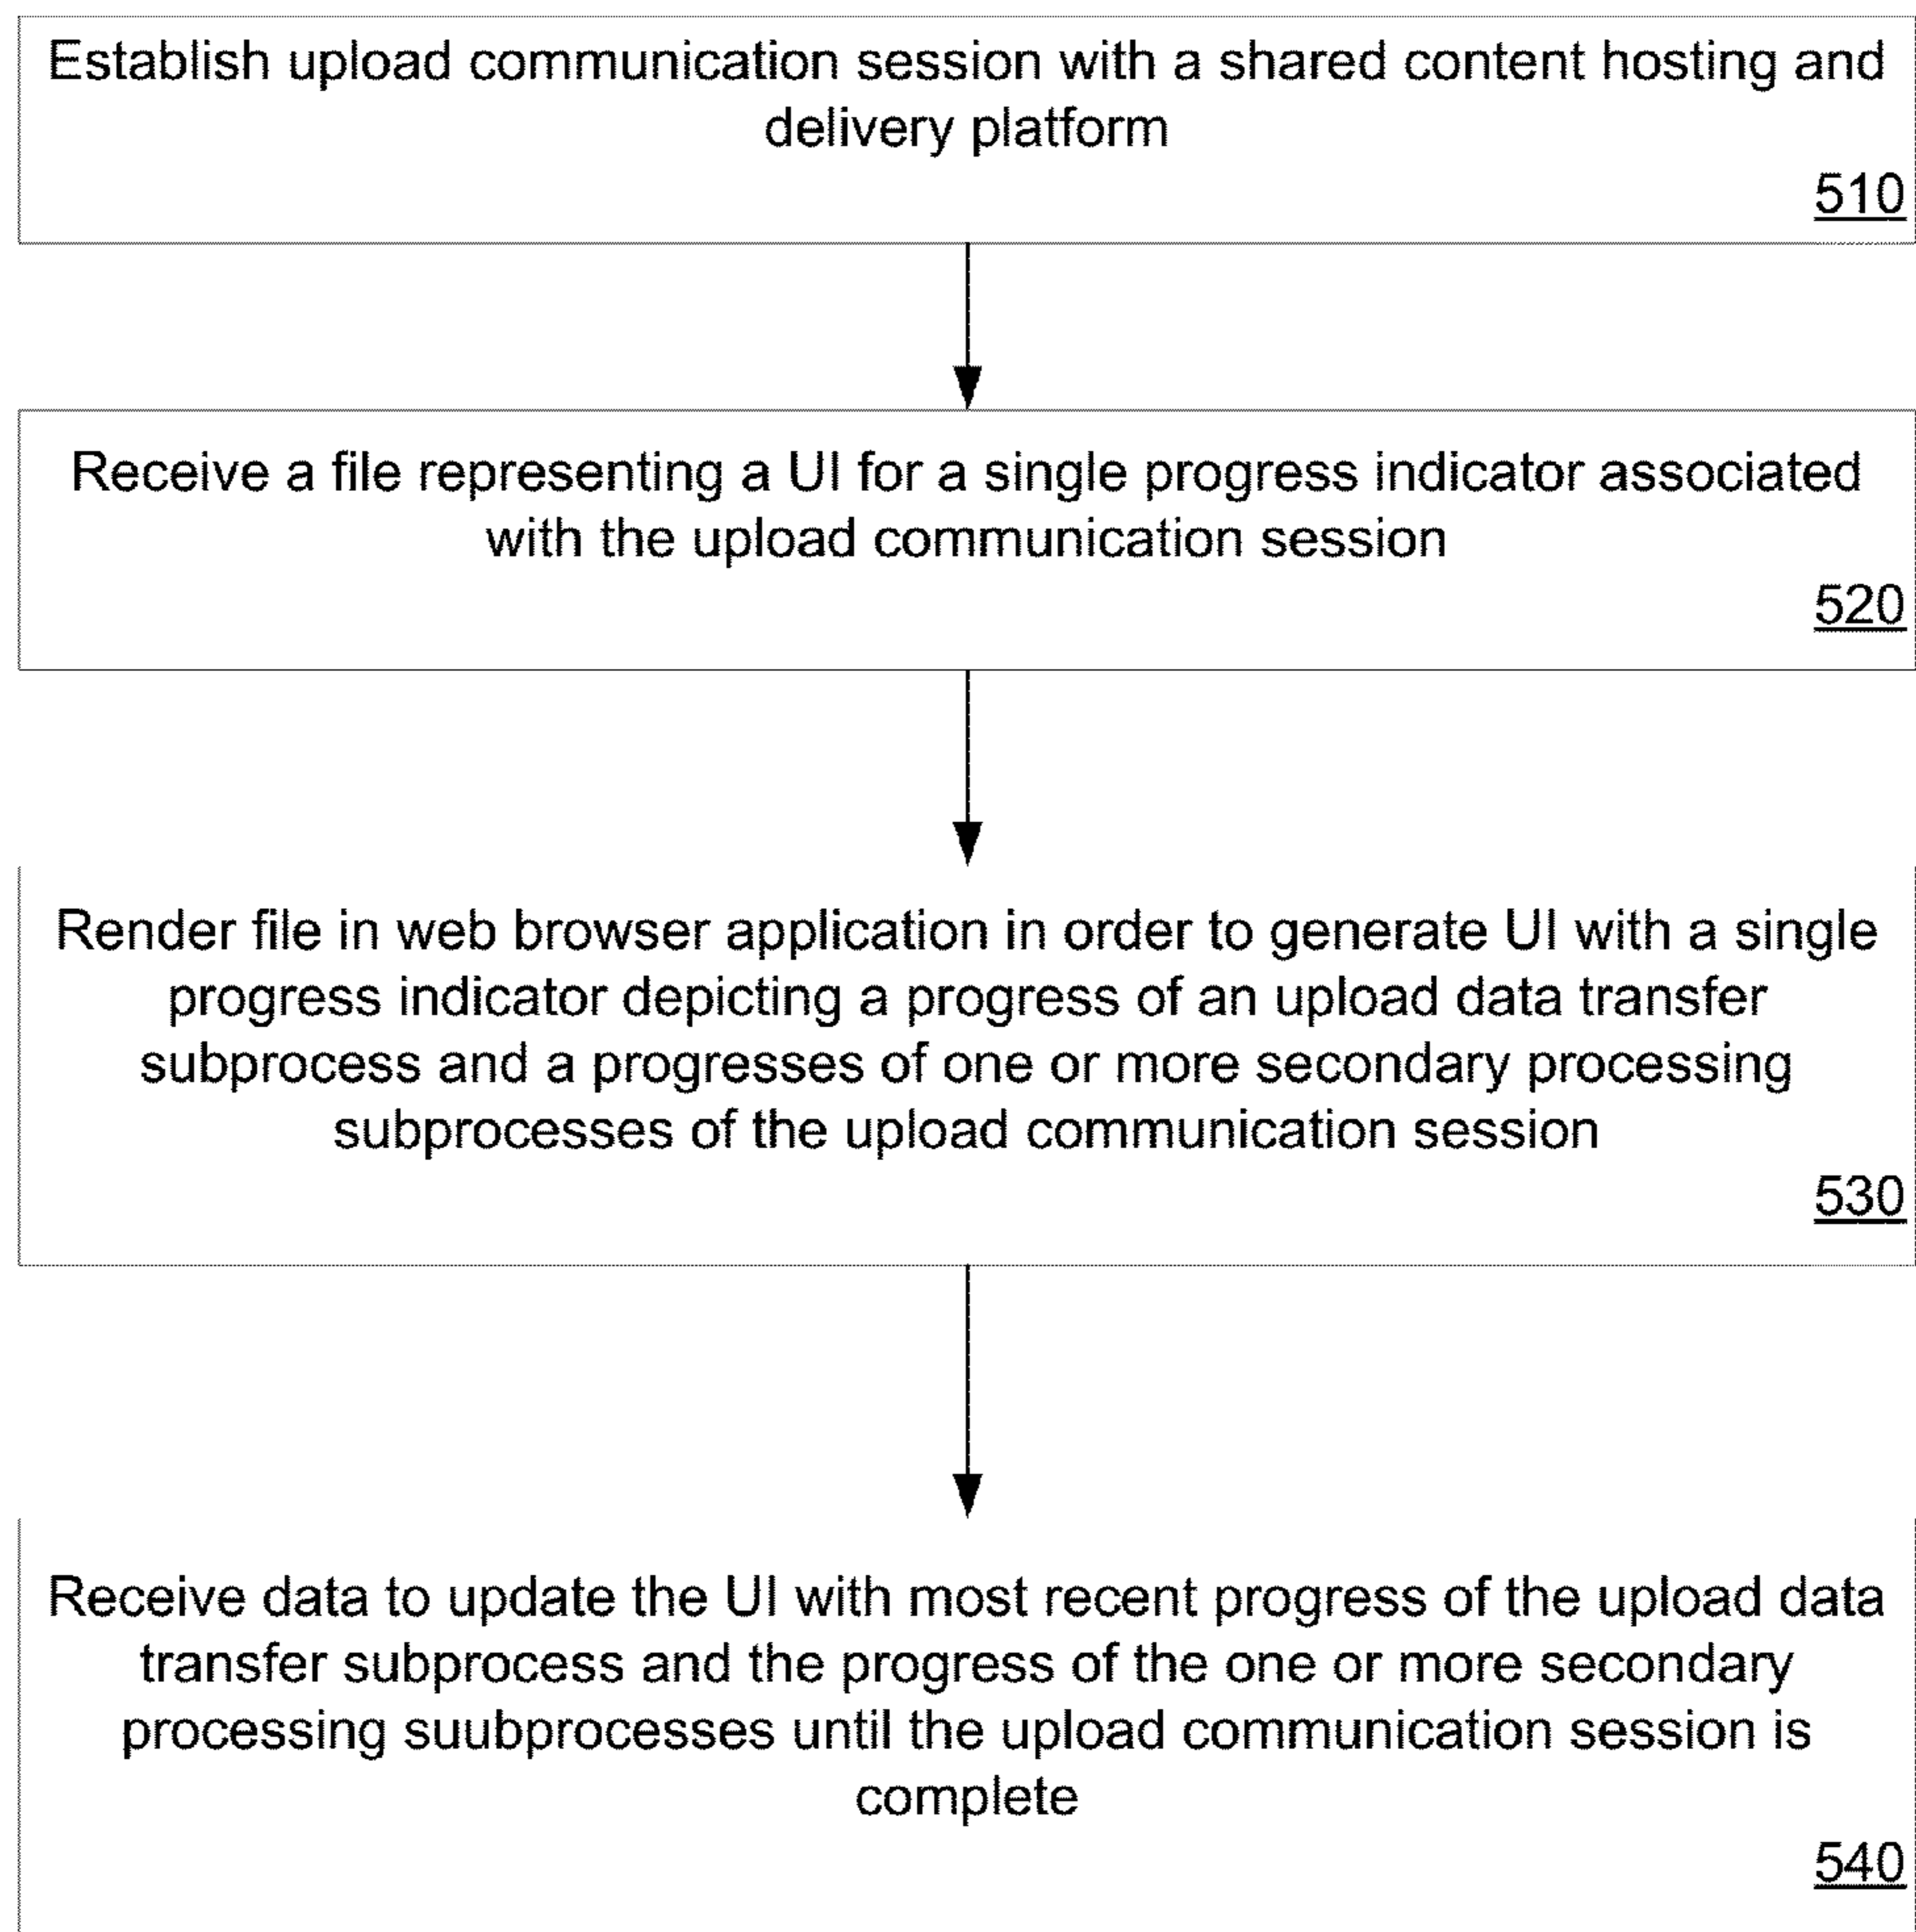 Establish upload communication session with a shared content hosting and
delivery platform
510
Receive a file representing a UI for a single progress indicator associated
with the upload communication session
520
Render file in web browser application in order to generate UI with a single
progress indicator depicting a progress of an upload data transfer
subprocess and a progresses of one or more secondary processing
subprocesses of the upload communication session
530
Receive data to update the UI with most recent progress of the upload data
transfer subprocess and the progress of the one or more secondary
processing suubprocesses until the upload communication session is
complete
540